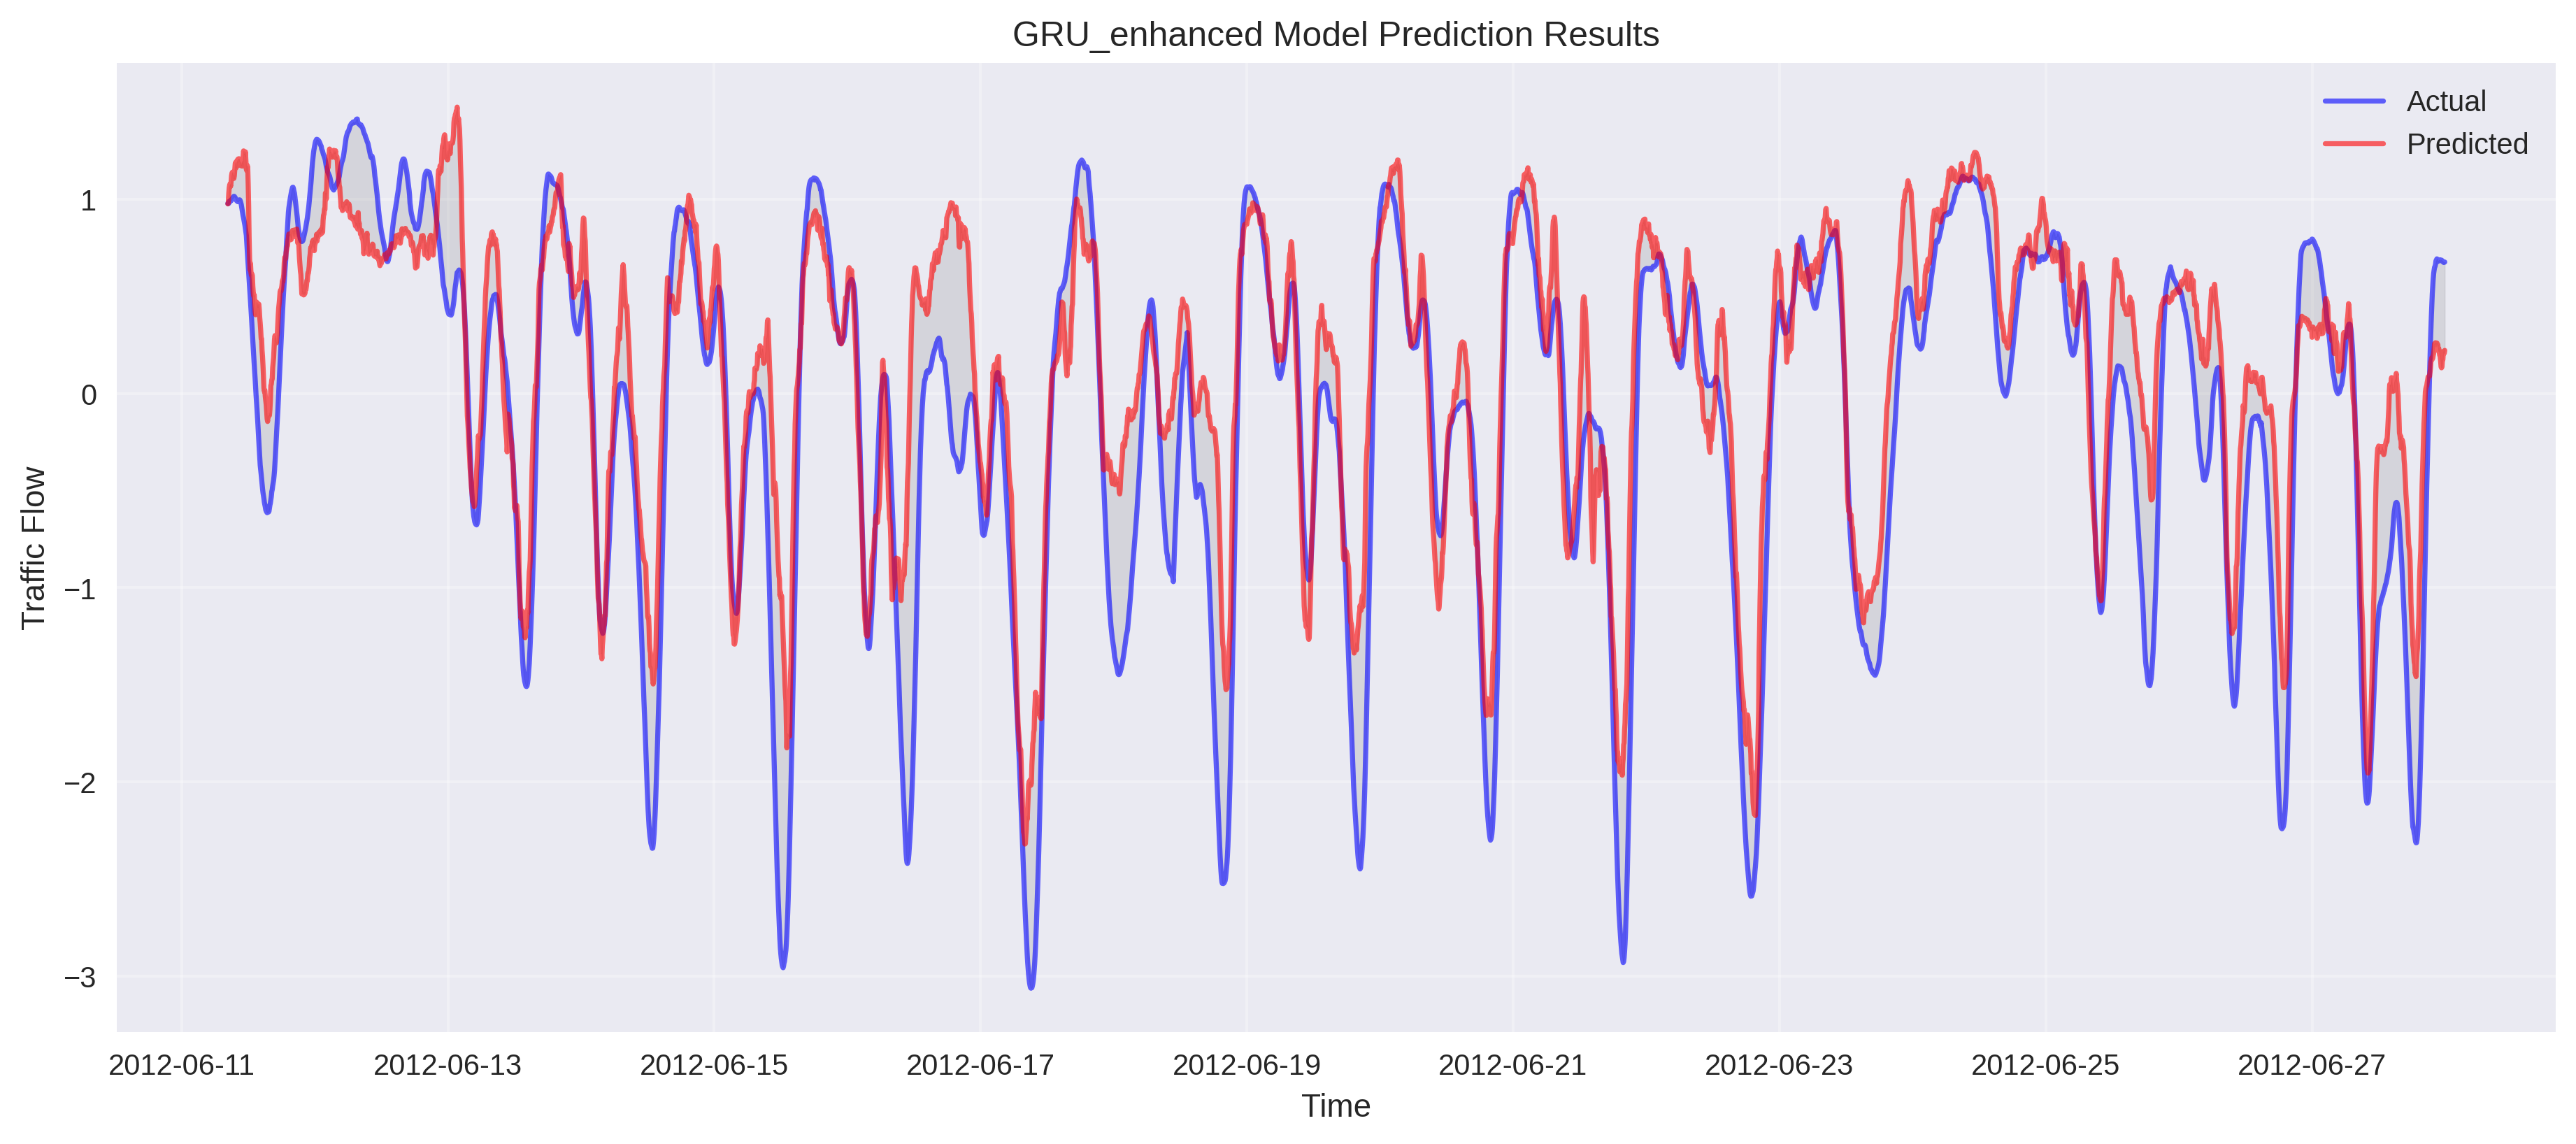 GRU_enhanced Model Prediction Results
Actual
Predicted
Traffic Flow
1
0
−1
−2
−3
2012-06-11 2012-06-13 2012-06-15 2012-06-17 2012-06-19 2012-06-21 2012-06-23 2012-06-25 2012-06-27
Time